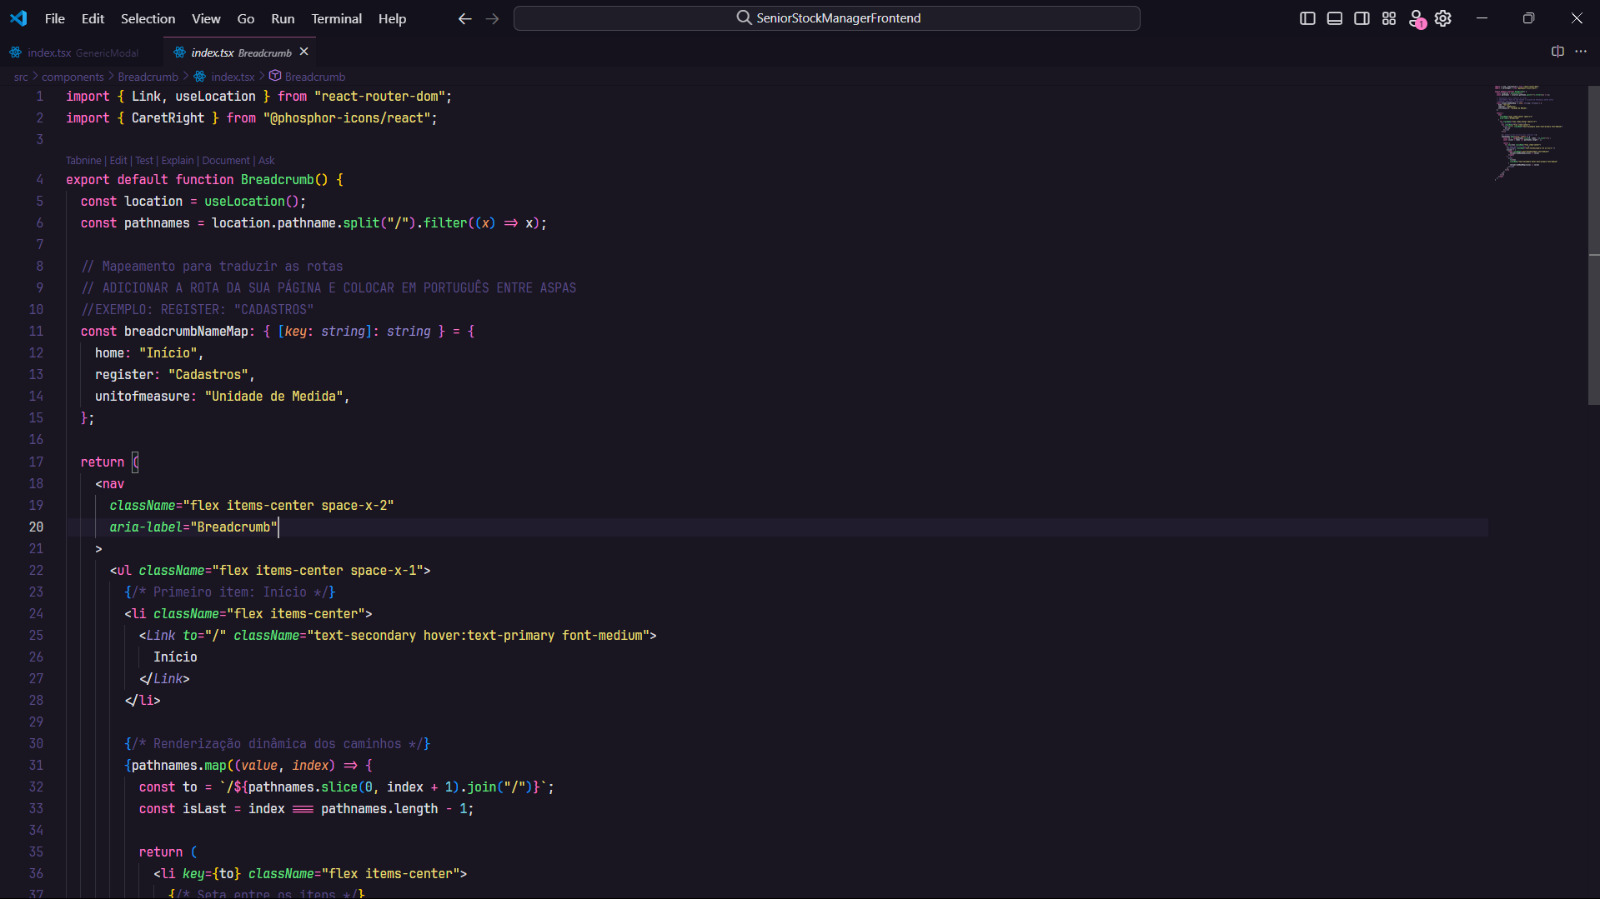 File Edit Selection View Go Run Terminal Help
SeniorStockManagerFrontend
1
index.tsx GenericModal
index.tsx Breadcrumb
src > components > Breadcrumb > index.tsx > Breadcrumb
1 import { Link, useLocation } from "react-router-dom";
2 import { CaretRight } from "@phosphor-icons/react";
3
Tabnine | Edit | Test | Explain | Document | Ask
4 export default function Breadcrumb() {
5 const location = useLocation();
6 const pathnames = location.pathname.split("/").filter((x) => x);
7
8 // Mapeamento para traduzir as rotas
9 // ADICIONAR A ROTA DA SUA PÁGINA E COLOCAR EM PORTUGUÊS ENTRE ASPAS
10 //EXEMPLO: REGISTER: "CADASTROS"
11 const breadcrumbNameMap: { [key: string]: string } = {
12 home: "Início",
13 register: "Cadastros",
14 unitofmeasure: "Unidade de Medida",
15 };
16
17 return (
18 <nav
19 className="flex items-center space-x-2"
20 aria-label="Breadcrumb"
21 >
22 <ul className="flex items-center space-x-1">
23 {/* Primeiro item: Início */}
24 <li className="flex items-center">
25 <Link to="/" className="text-secondary hover:text-primary font-medium">
26 Início
27 </Link>
28 </li>
29
30 {/* Renderização dinâmica dos caminhos */}
31 {pathnames.map((value, index) => {
32 const to = `/${pathnames.slice(0, index + 1).join("/")}`;
33 const isLast = index === pathnames.length - 1;
34
35 return (
36 <li key={to} className="flex items-center">
37 {/* Seta entre os itens */}